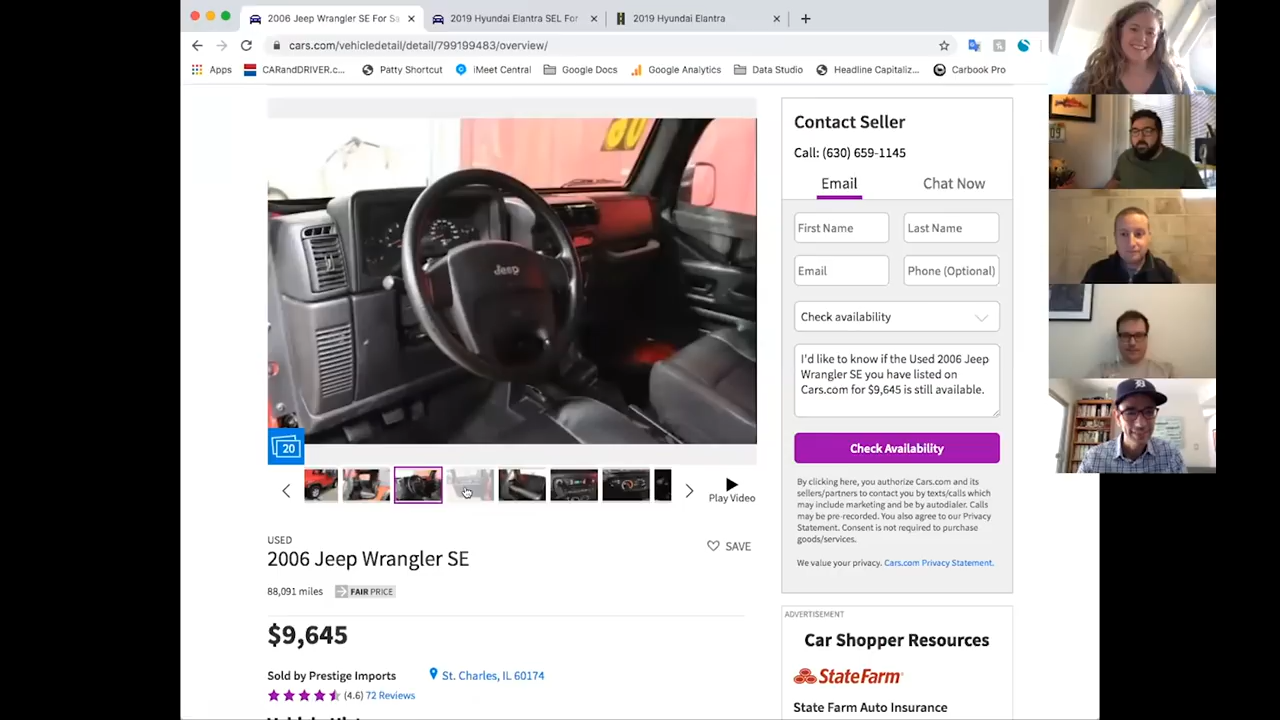 2006 Jeep Wrangler SE For Sa
2019 Hyundai Elantra SEL For
2019 Hyundai Elantra
cars.com/vehicledetail/detail/799199483/overview/
Apps
CARandDRIVER.c...
Patty Shortcut
iMeet Central
Google Docs
Google Analytics
Data Studio
Headline Capitaliz...
Carbook Pro
08
Jeep
20
Play Video
USED
2006 Jeep Wrangler SE
SAVE
88,091 miles
FAIR PRICE
$9,645
Sold by Prestige Imports
St. Charles, IL 60174
(4.6) 72 Reviews
Contact Seller
Call: (630) 659-1145
Email
Chat Now
First Name
Last Name
Email
Phone (Optional)
Check availability
I'd like to know if the Used 2006 Jeep
Wrangler SE you have listed on
Cars.com for $9,645 is still available.
Check Availability
By clicking here, you authorize Cars.com and its
sellers/partners to contact you by texts/calls which
may include marketing and be by autodialer. Calls
may be pre-recorded. You also agree to our Privacy
Statement. Consent is not required to purchase
goods/services.
We value your privacy. Cars.com Privacy Statement.
ADVERTISEMENT
Car Shopper Resources
StateFarm
State Farm Auto Insurance